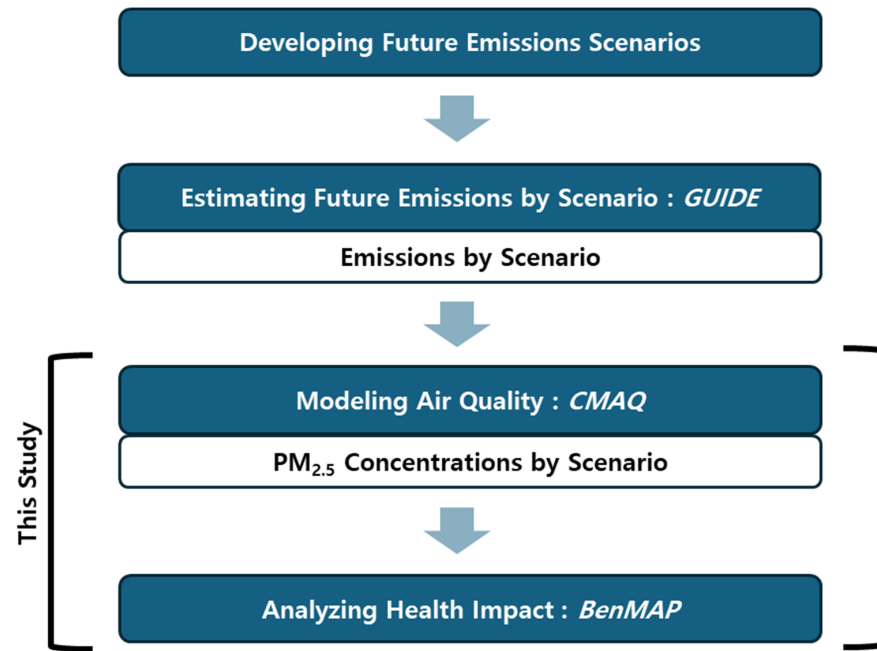 Developing Future Emissions Scenarios
Estimating Future Emissions by Scenario : GUIDE
Emissions by Scenario
This Study
Modeling Air Quality : CMAQ
PM2.5 Concentrations by Scenario
Analyzing Health Impact : BenMAP